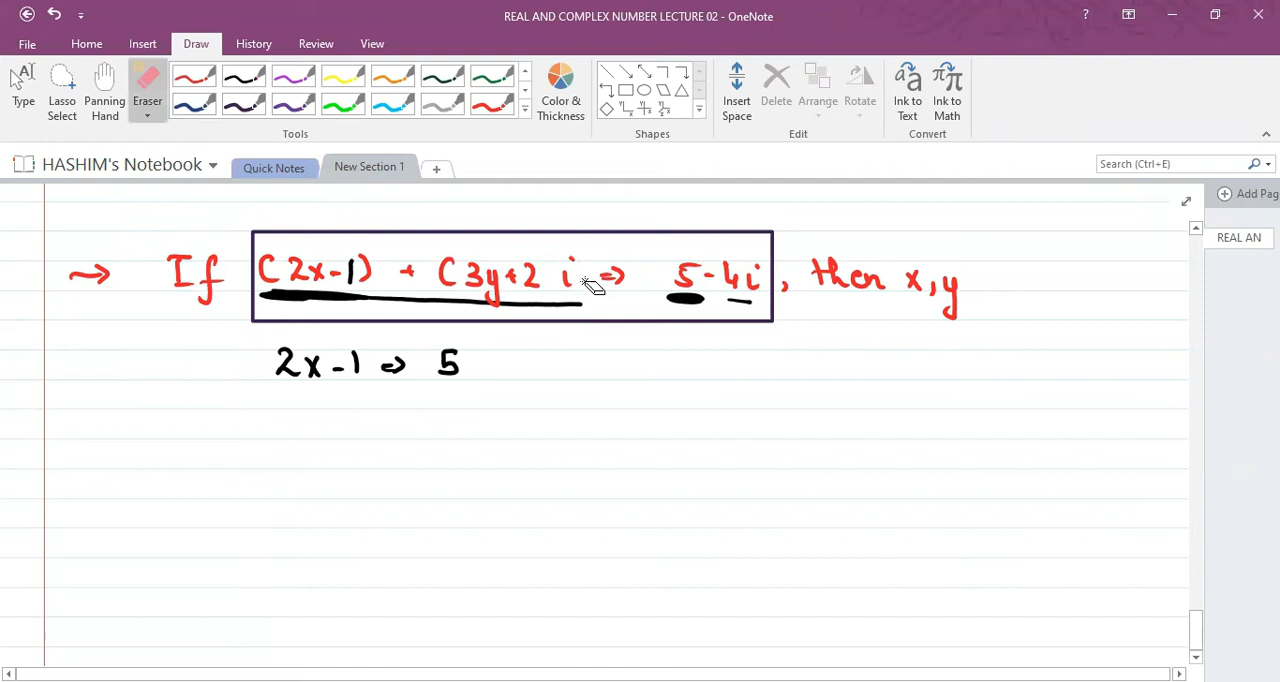 REAL AND COMPLEX NUMBER LECTURE 02 - OneNote
File Home Insert Draw History Review View
Type Lasso Select Panning Hand Eraser Color & Thickness Insert Space Delete Arrange Rotate Ink to Text Ink to Math
Tools Shapes Edit Convert
HASHIM's Notebook Quick Notes New Section 1 Search (Ctrl+E)
Add Pag
REAL AN
→ If (2x-1) + (3y+2 i ⇒ 5-4i, then x, y
2x-1 ⇒ 5